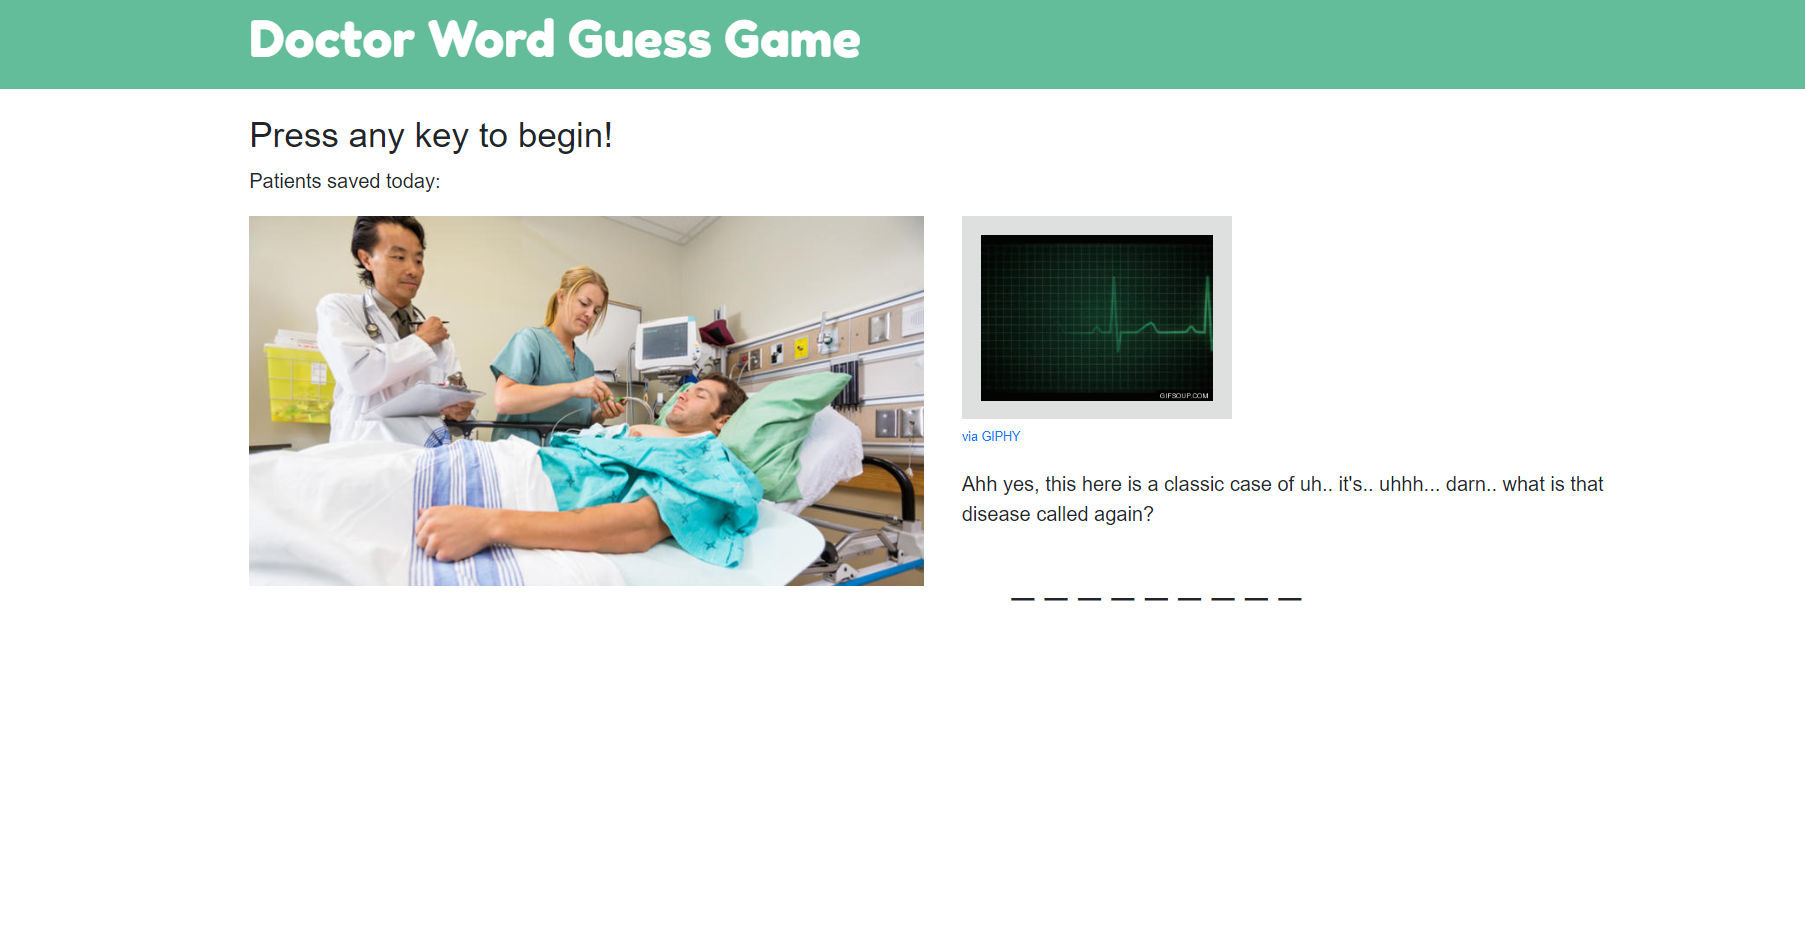 Doctor Word Guess Game
Press any key to begin!
Patients saved today:
GIFSOUP.COM
via GIPHY
Ahh yes, this here is a classic case of uh.. it's.. uhhh... darn.. what is that
disease called again?
_ _ _ _ _ _ _ _ _